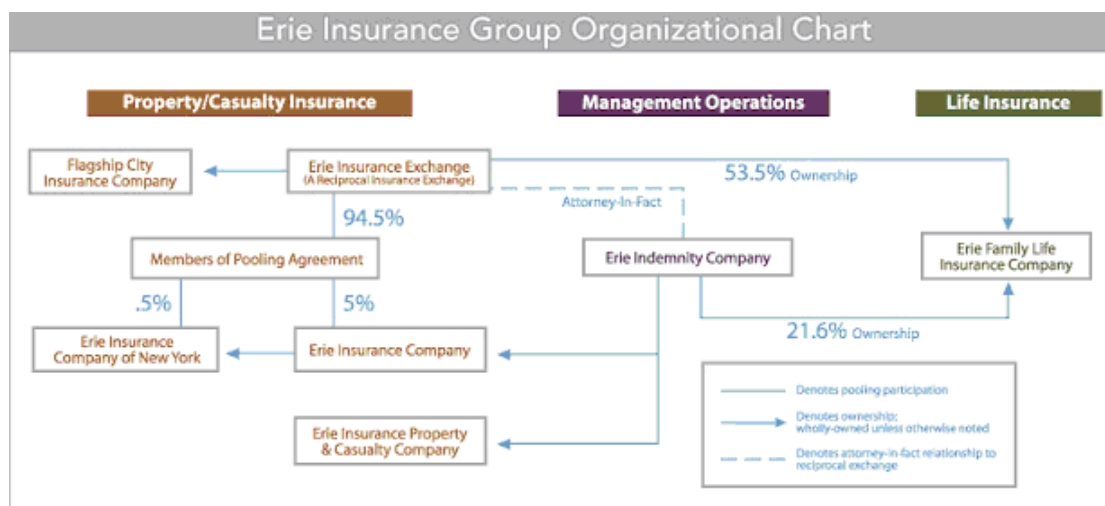 Erie Insurance Group Organizational Chart
Property/Casualty Insurance
Management Operations
Life Insurance
Flagship City
Insurance Company
Erie Insurance Exchange
(A Reciprocal Insurance Exchange)
53.5% Ownership
Attorney-In-Fact
94.5%
Members of Pooling Agreement
Erie Indemnity Company
Erie Family Life
Insurance Company
.5%
5%
21.6% Ownership
Erie Insurance
Company of New York
Erie Insurance Company
Erie Insurance Property
& Casualty Company
Denotes pooling participation
Denotes ownership;
wholly-owned unless otherwise noted
Denotes attorney-in-fact relationship to
reciprocal exchange